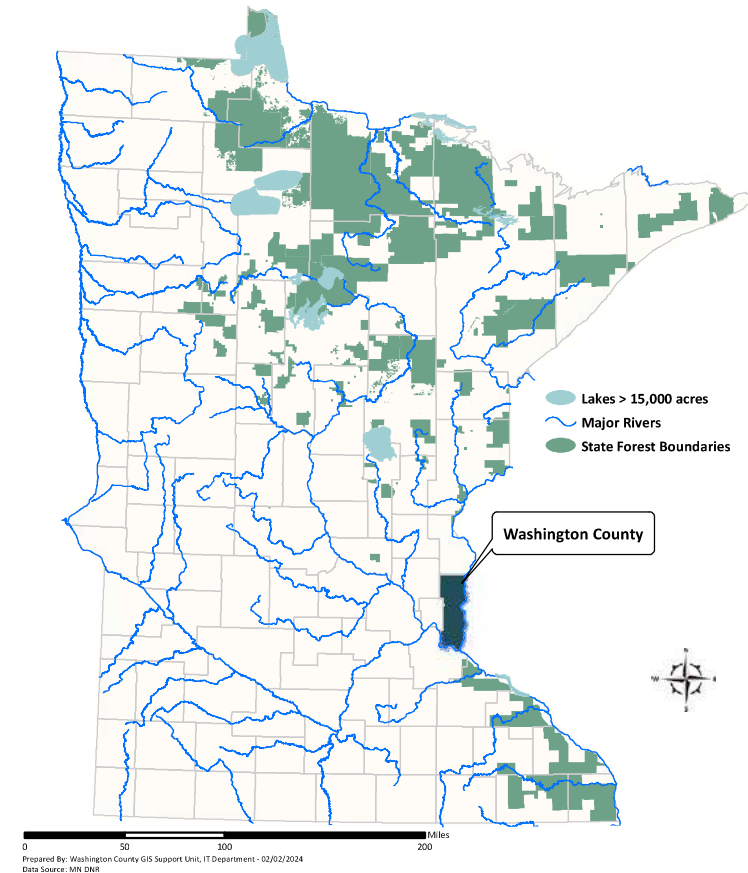 Lakes > 15,000 acres
Major Rivers
State Forest Boundaries
Washington County
N
W
E
S
Miles
0 50 100 200
Prepared By: Washington County GIS Support Unit, IT Department - 02/02/2024
Data Source: MN DNR